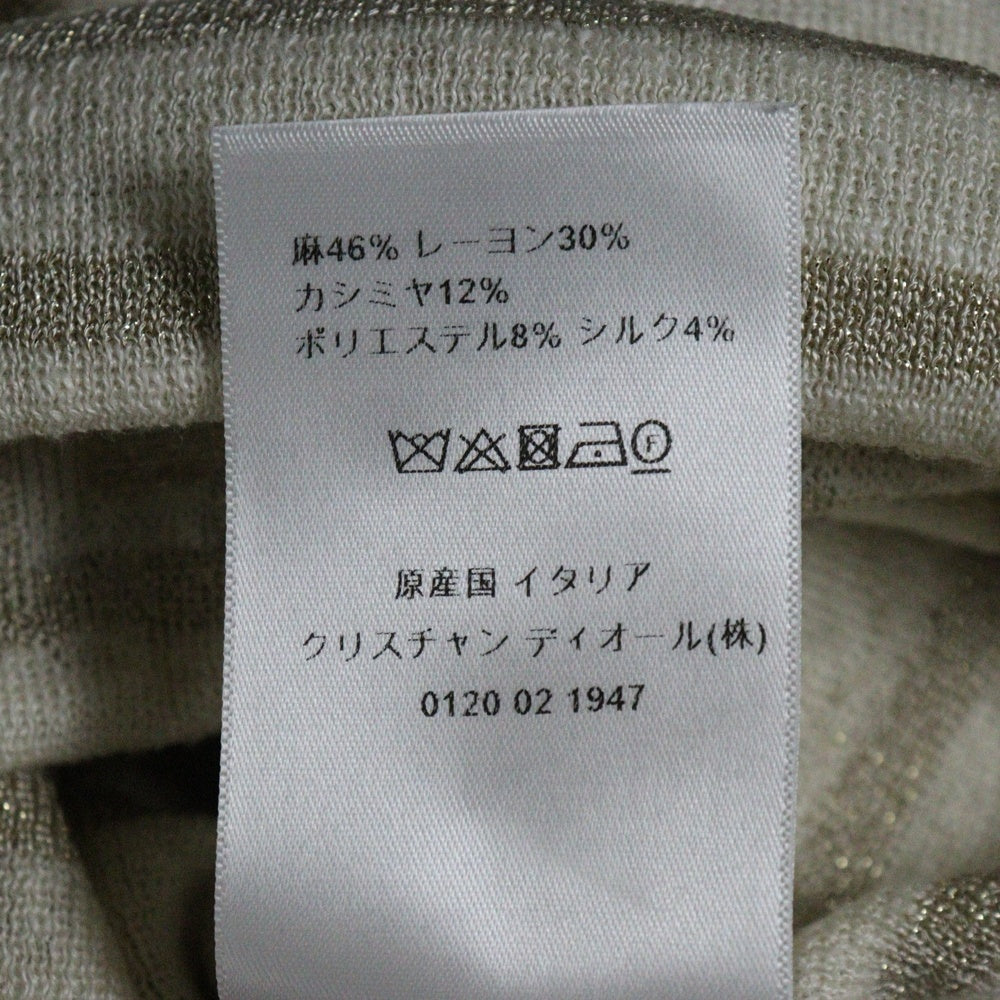 麻46% レーヨン30%
カシミヤ12%
ポリエステル8% シルク4%
F
原産国 イタリア
クリスチャン ディオール(株)
0120 02 1947